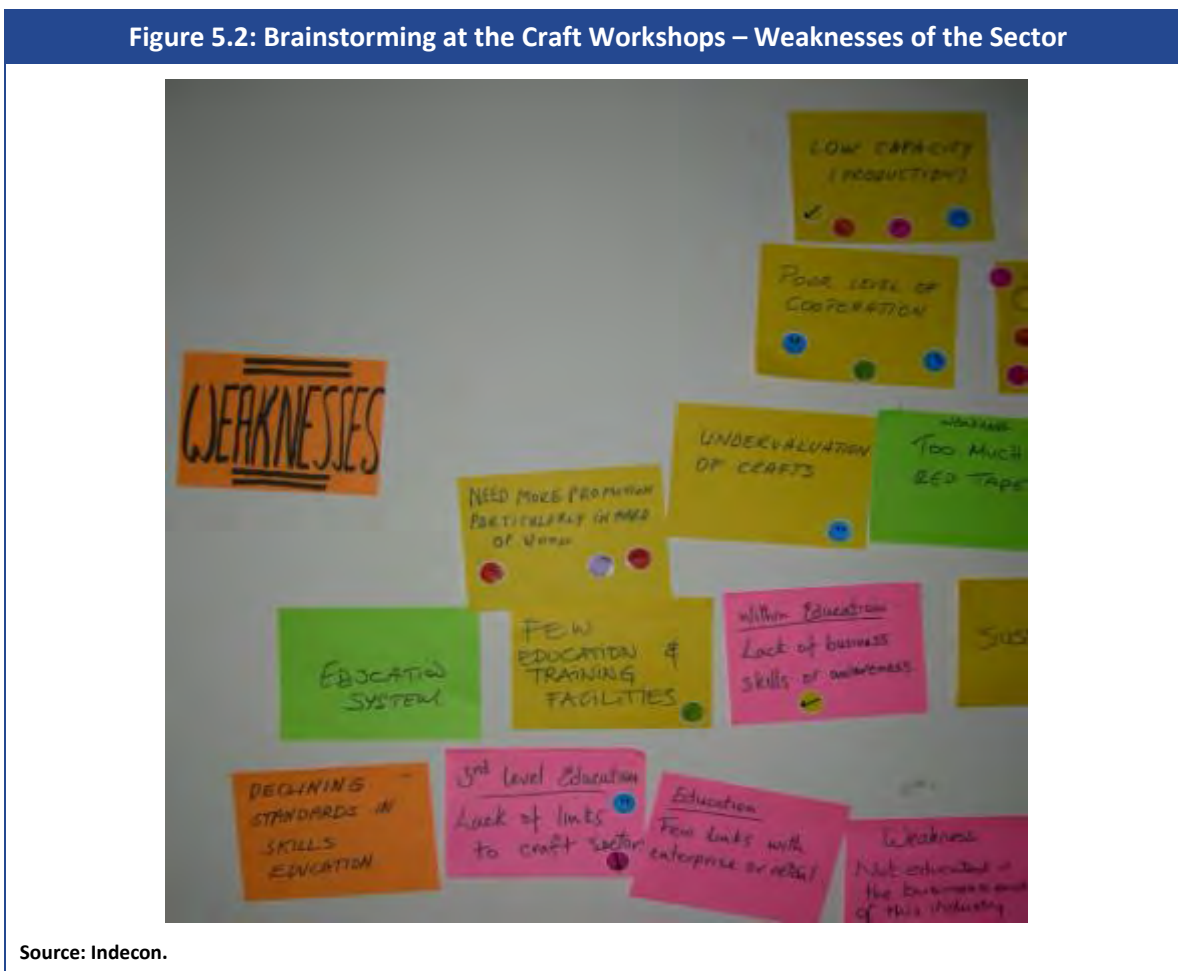 Figure 5.2: Brainstorming at the Craft Workshops – Weaknesses of the Sector
LOW CAPACITY
(PRODUCTION)
POOR LEVEL OF
COOPERATION
WEAKNESSES
UNDERVALUATION
OF CRAFTS
TOO MUCH
RED TAPE
NEED MORE PROMOTION
PARTICULARLY IN
OF
EDUCATION
SYSTEM
FEW
EDUCATION &
TRAINING
FACILITIES
Within Education
Lack of business
skills or awareness
SUS
DECLINING
STANDARDS IN
SKILLS
EDUCATION
3rd Level Education
Lack of links
to craft sector
Education
Few links with
enterprise or retail
Weakness
Not educated in
the business end
of this industry
Source: Indecon.